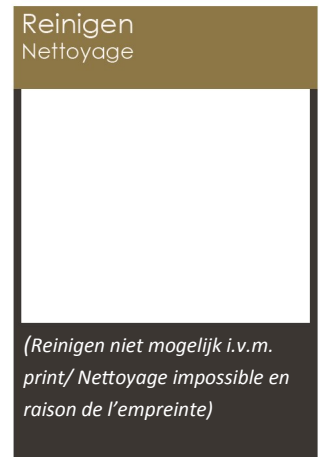 Reinigen
Nettoyage
(Reinigen niet mogelijk i.v.m.
print/ Nettoyage impossible en
raison de l’empreinte)